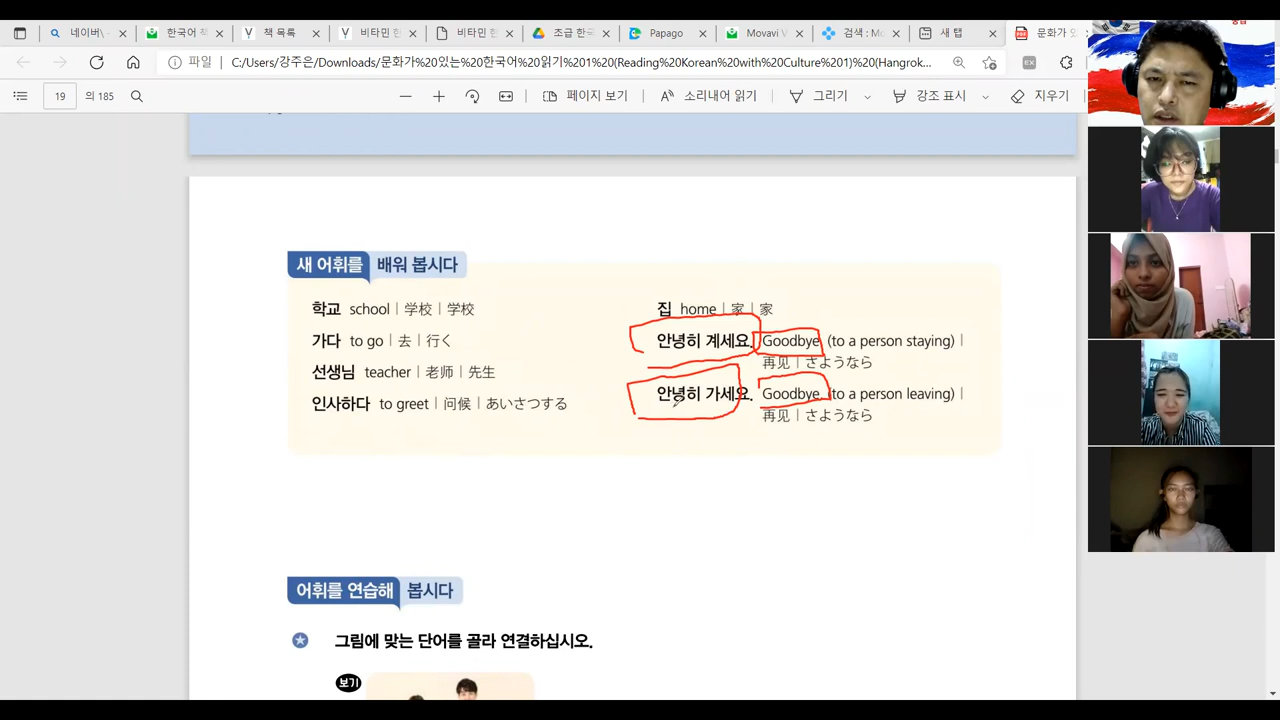 네이버\
한국어 책
책 목록
비타민 한
비타민 한
초급 한국
Papago
Movavi V
검색 : Mo
새 탭
문화가 있
파일
C:/Users/강주은/Downloads/문화가%20있는%20한국어%20읽기%201%20(Reading%20Korean%20with%20Culture%201)%20(Hangrok...
19 의 185
페이지 보기
소리내어 읽기
그리기
강조 표시
지우기
새 어휘를 배워 봅시다
학교 school | 学校 | 学校
가다 to go | 去 | 行く
선생님 teacher | 老师 | 先生
인사하다 to greet | 问候 | あいさつする
집 home | 家 | 家
안녕히 계세요. Goodbye. (to a person staying) |
再见 | さようなら
안녕히 가세요. Goodbye. (to a person leaving) |
再见 | さようなら
어휘를 연습해 봅시다
그림에 맞는 단어를 골라 연결하십시오.
보기